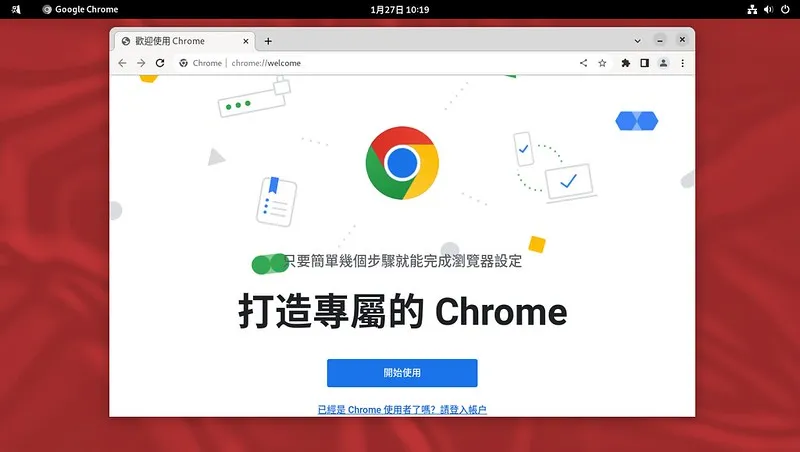 Google Chrome
1月27日 10:19
歡迎使用 Chrome
Chrome | chrome://welcome
只要簡單幾個步驟就能完成瀏覽器設定
打造專屬的 Chrome
開始使用
已經是 Chrome 使用者了嗎？請登入帳戶